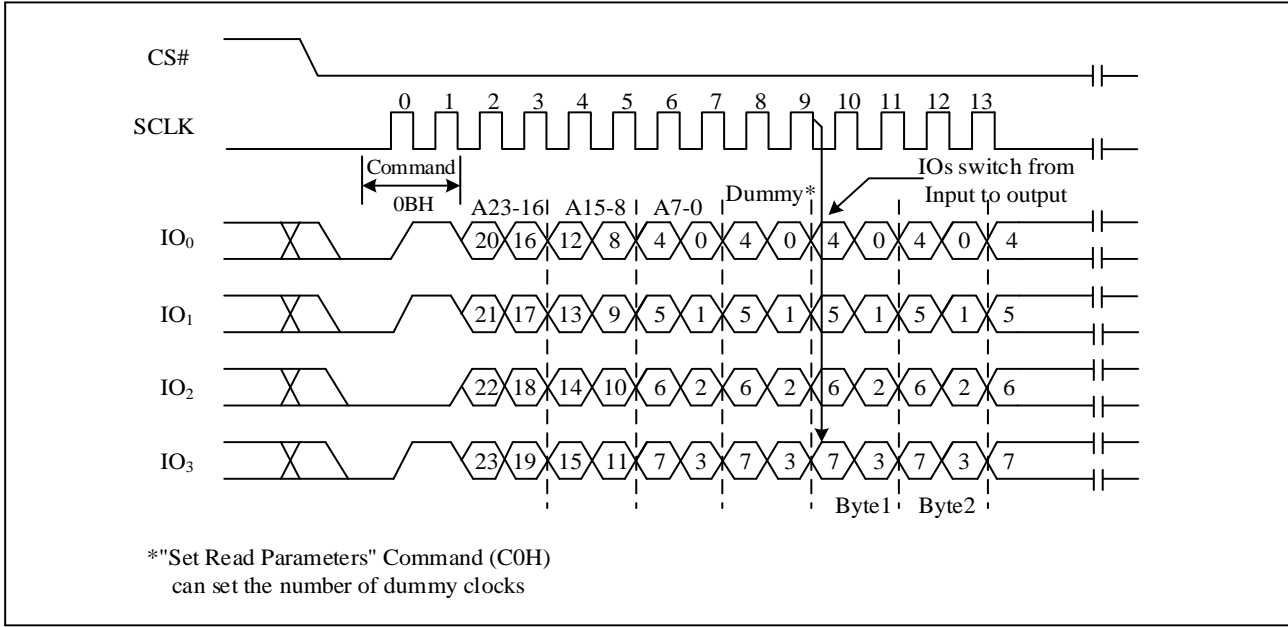 CS#
0 1 2 3 4 5 6 7 8 9 10 11 12 13
SCLK
Command
IOs switch from
Input to output
0BH
A23-16 A15-8 A7-0 Dummy*
IO0 20 16 12 8 4 0 4 0 4 0 4 0 4
IO1 21 17 13 9 5 1 5 1 5 1 5 1 5
IO2 22 18 14 10 6 2 6 2 6 2 6 2 6
IO3 23 19 15 11 7 3 7 3 7 3 7 3 7
Byte1 Byte2
*"Set Read Parameters" Command (C0H)
can set the number of dummy clocks